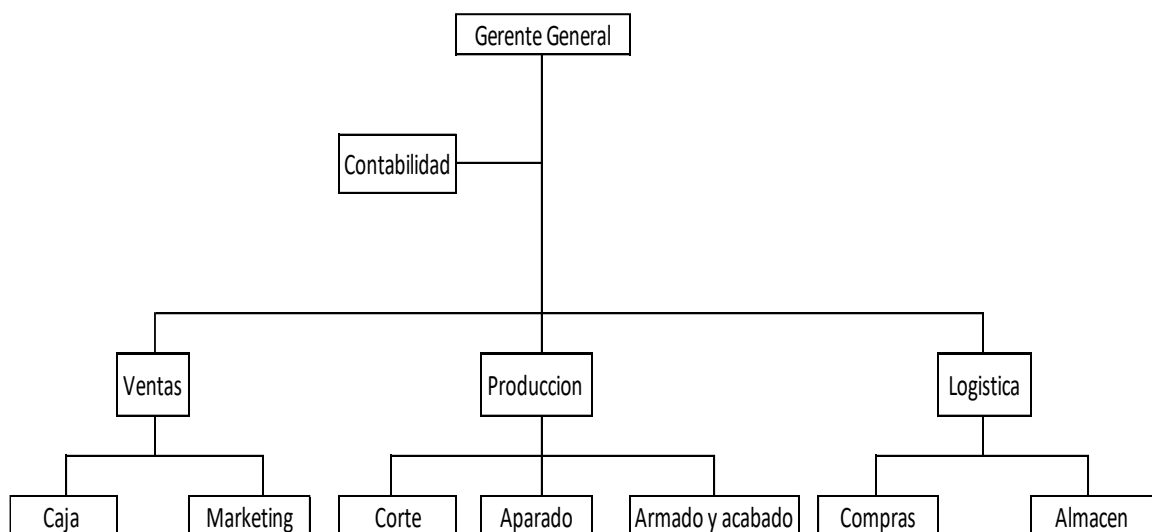 Gerente General
Contabilidad
Ventas
Produccion
Logistica
Caja
Marketing
Corte
Aparado
Armado y acabado
Compras
Almacen